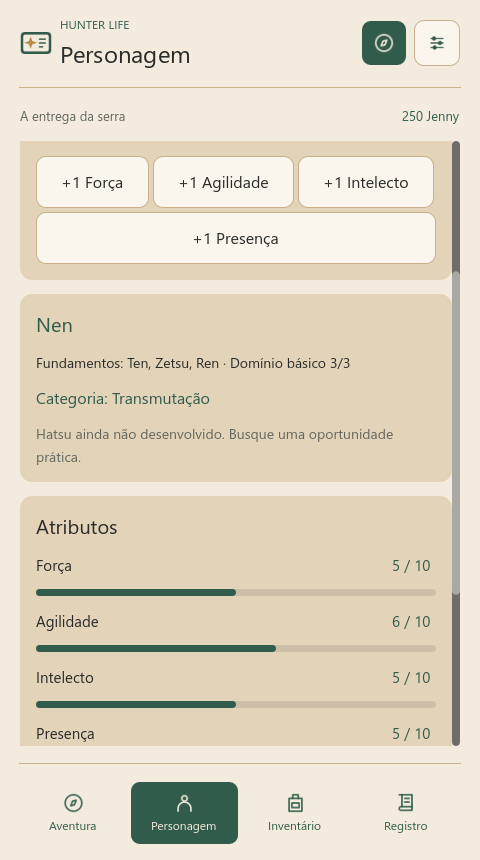 HUNTER LIFE
Personagem
A entrega da serra
250 Jenny
+1 Força
+1 Agilidade
+1 Intelecto
+1 Presença
Nen
Fundamentos: Ten, Zetsu, Ren · Domínio básico 3/3
Categoria: Transmutação
Hatsu ainda não desenvolvido. Busque uma oportunidade
prática.
Atributos
Força
5 / 10
Agilidade
6 / 10
Intelecto
5 / 10
Presença
5 / 10
Aventura
Personagem
Inventário
Registro